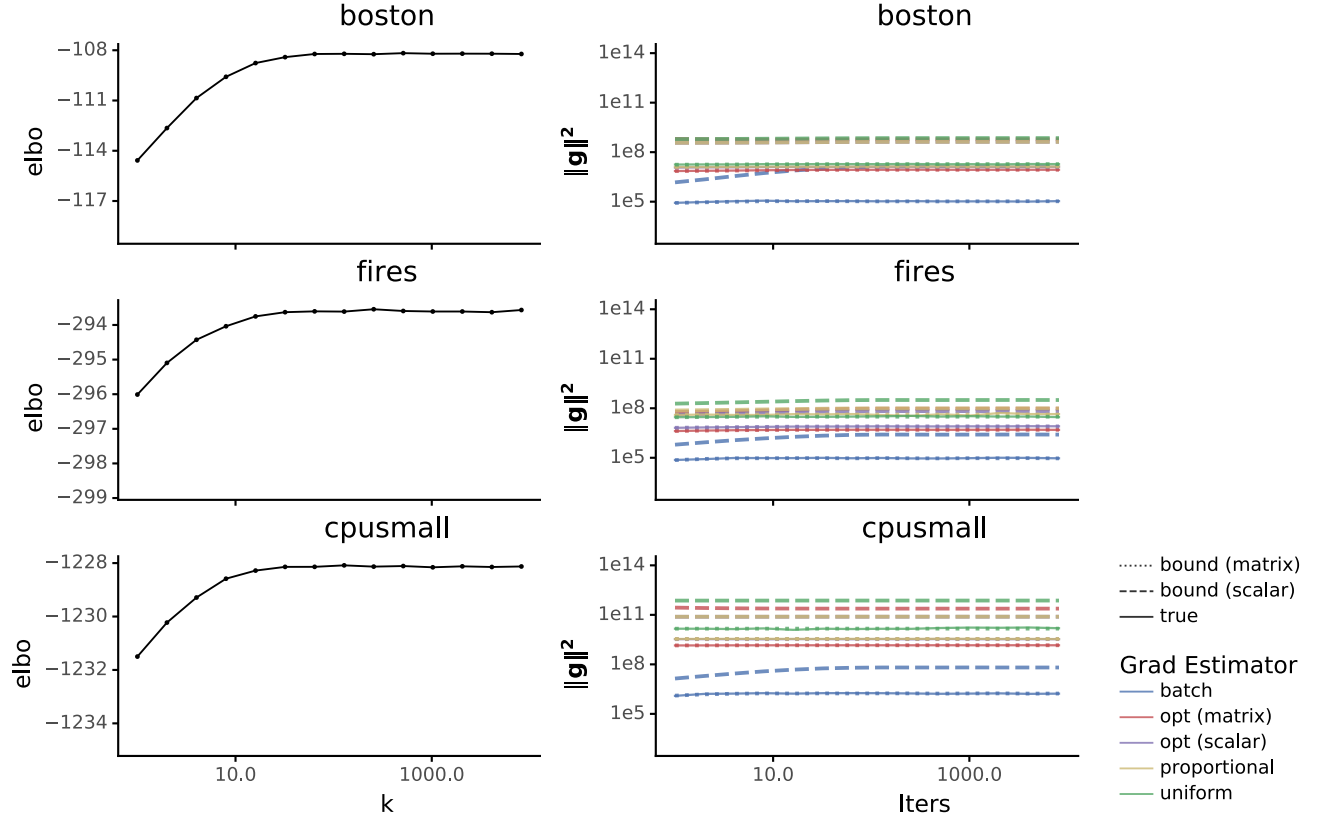 boston
elbo
−108
−111
−114
−117
boston
‖g‖²
1e14
1e11
1e8
1e5
fires
elbo
−294
−295
−296
−297
−298
−299
fires
‖g‖²
1e14
1e11
1e8
1e5
cpusmall
elbo
−1228
−1230
−1232
−1234
10.0 1000.0
k
cpusmall
‖g‖²
1e14
1e11
1e8
1e5
10.0 1000.0
Iters
bound (matrix)
bound (scalar)
true
Grad Estimator
batch
opt (matrix)
opt (scalar)
proportional
uniform